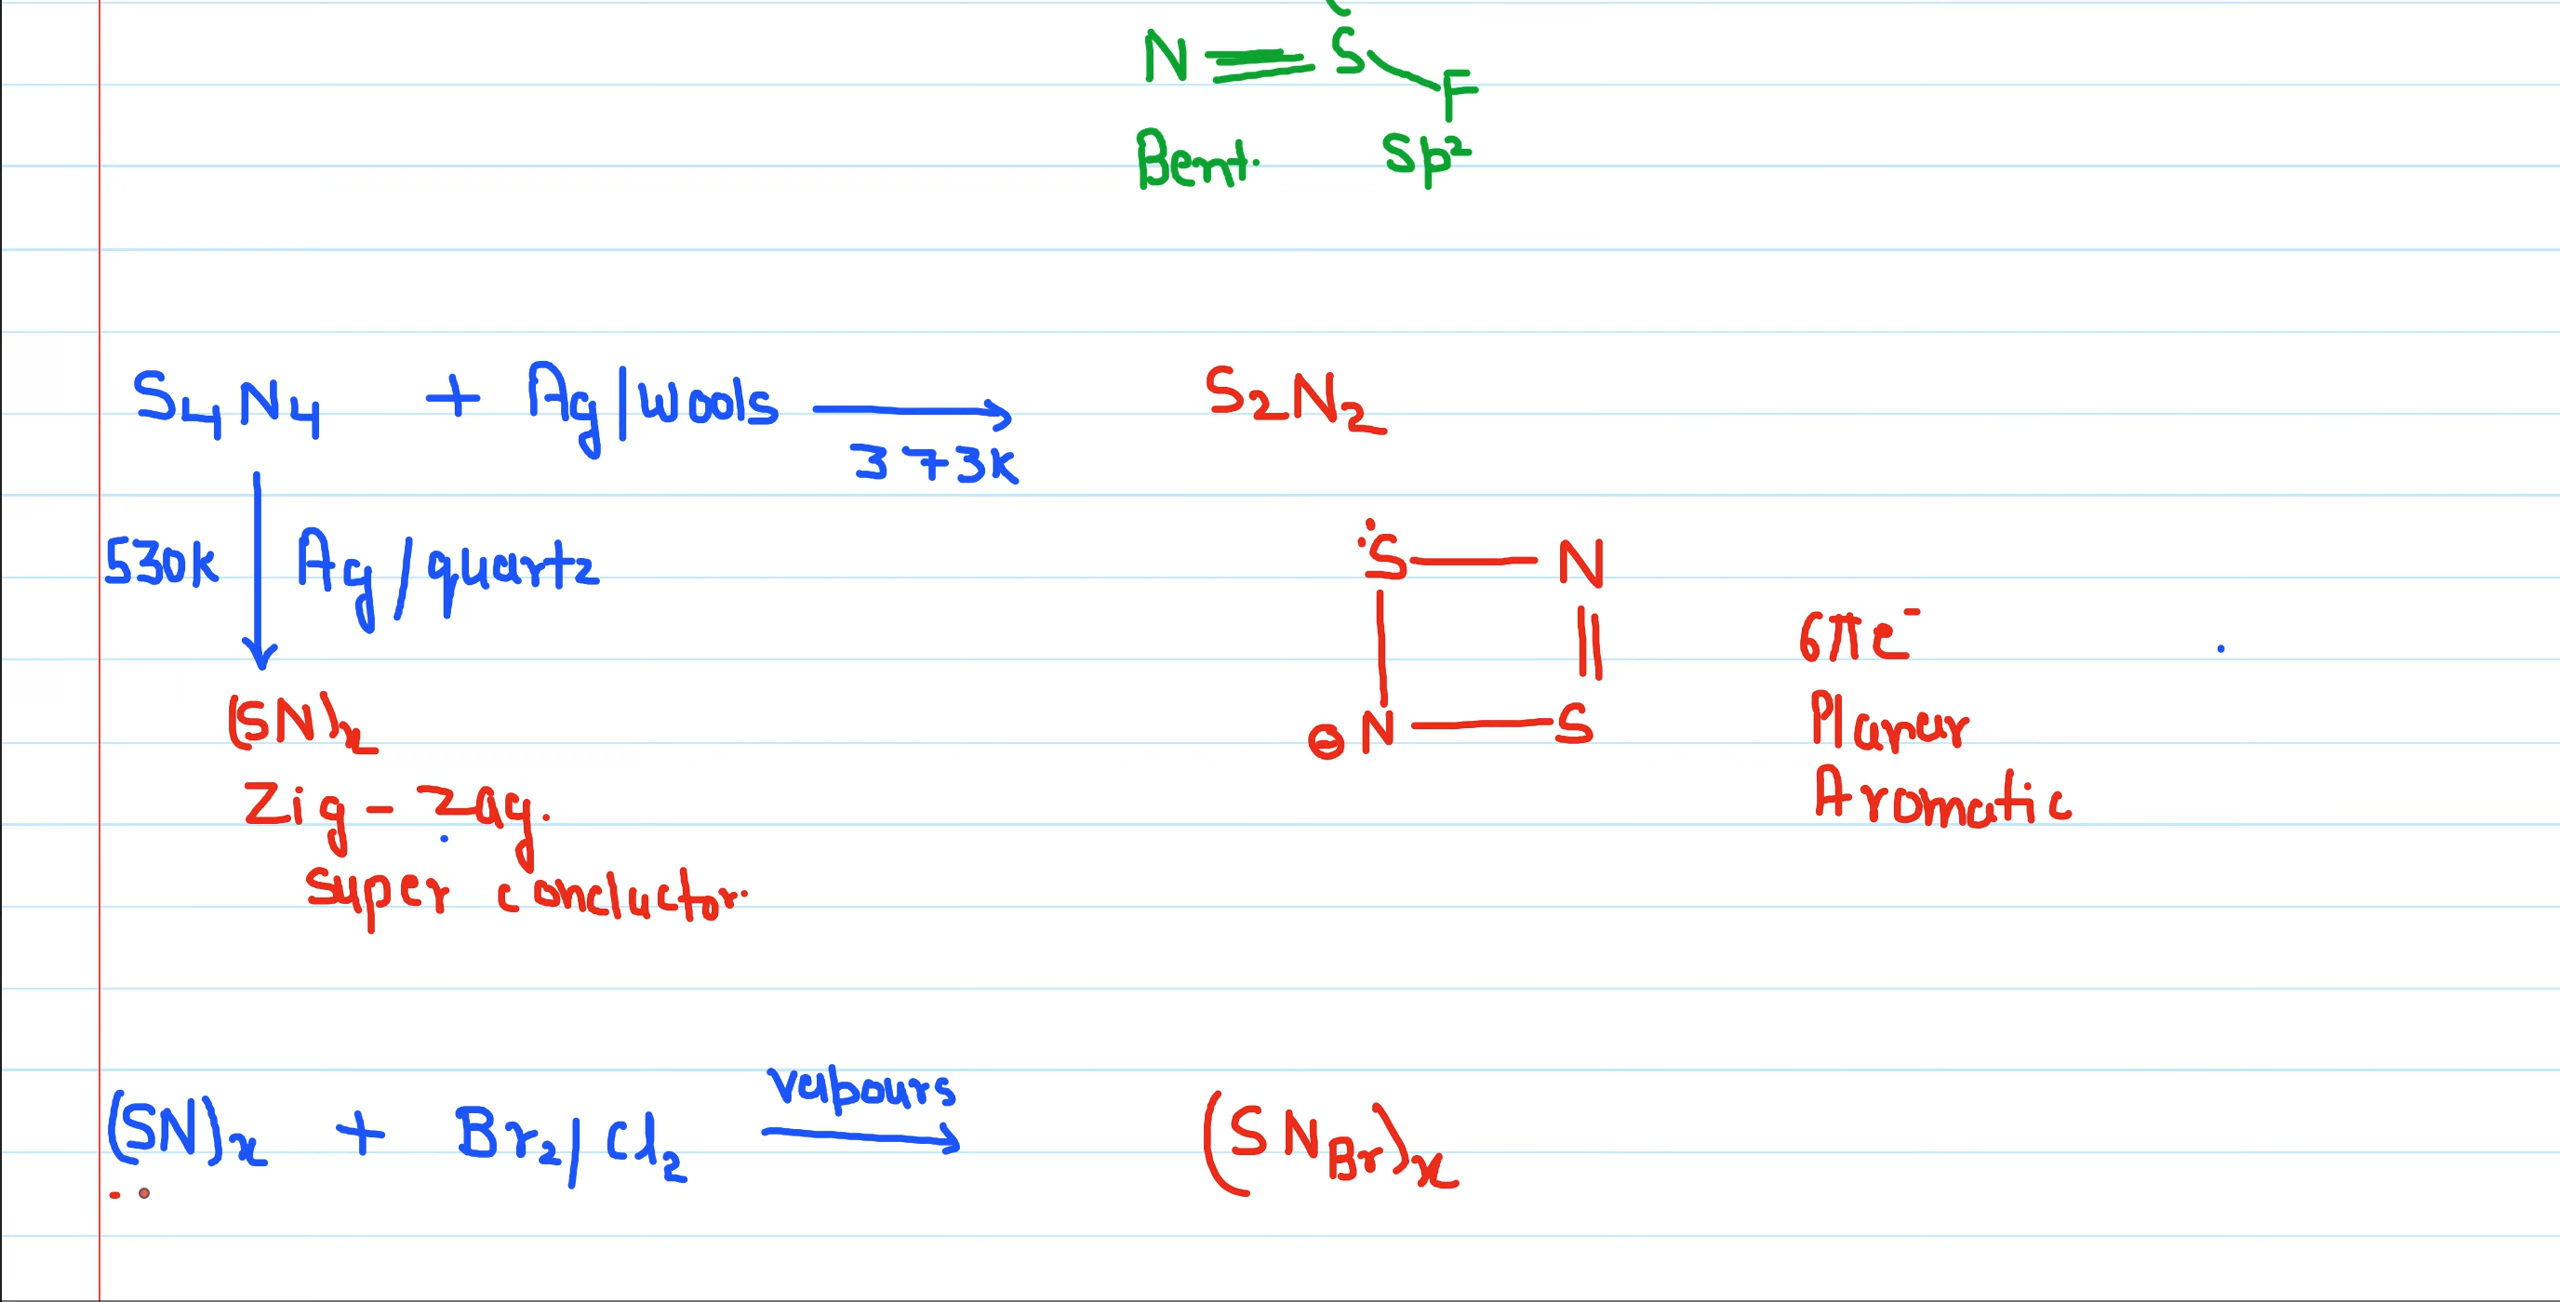 N≡S
F
Bent. Sp²
S₄N₄ + Ag/wools ⟶ S₂N₂
373K
530K Ag/quartz
:S — N
6πe⁻
⊖ N — S
Planar
Aromatic
(SN)ₓ
Zig-zag.
Super conductor.
vapours
(SN)ₓ + Br₂/Cl₂ ⟶ (SNBr)ₓ